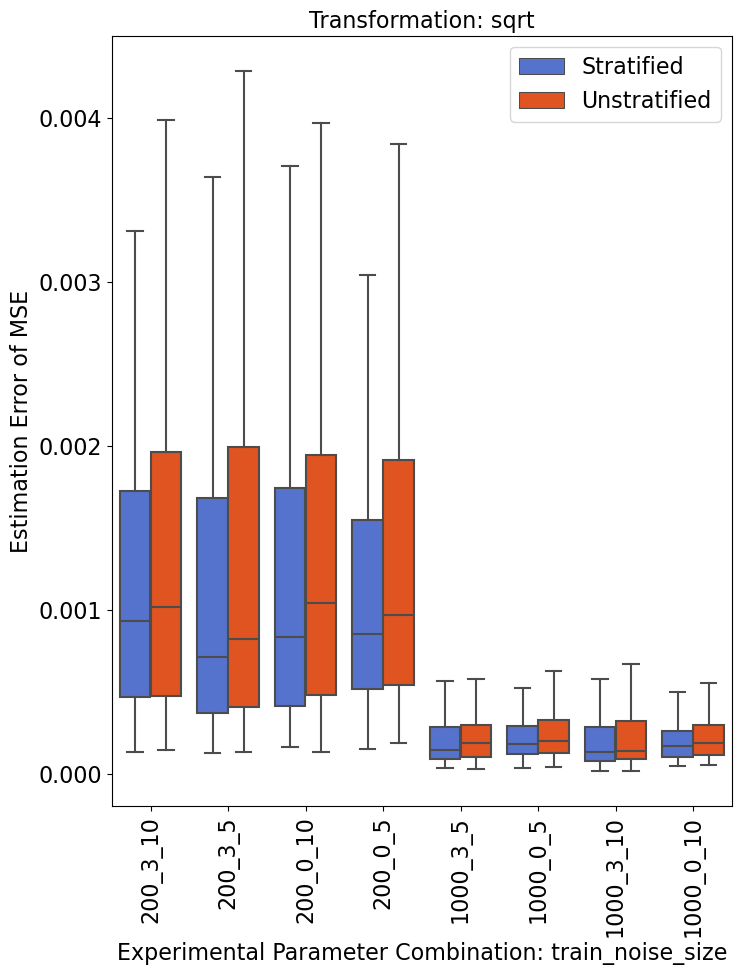 Transformation: sqrt
Stratified
Unstratified
Estimation Error of MSE
0.004
0.003
0.002
0.001
0.000
200_3_10
200_3_5
200_0_10
200_0_5
1000_3_5
1000_0_5
1000_3_10
1000_0_10
Experimental Parameter Combination: train_noise_size